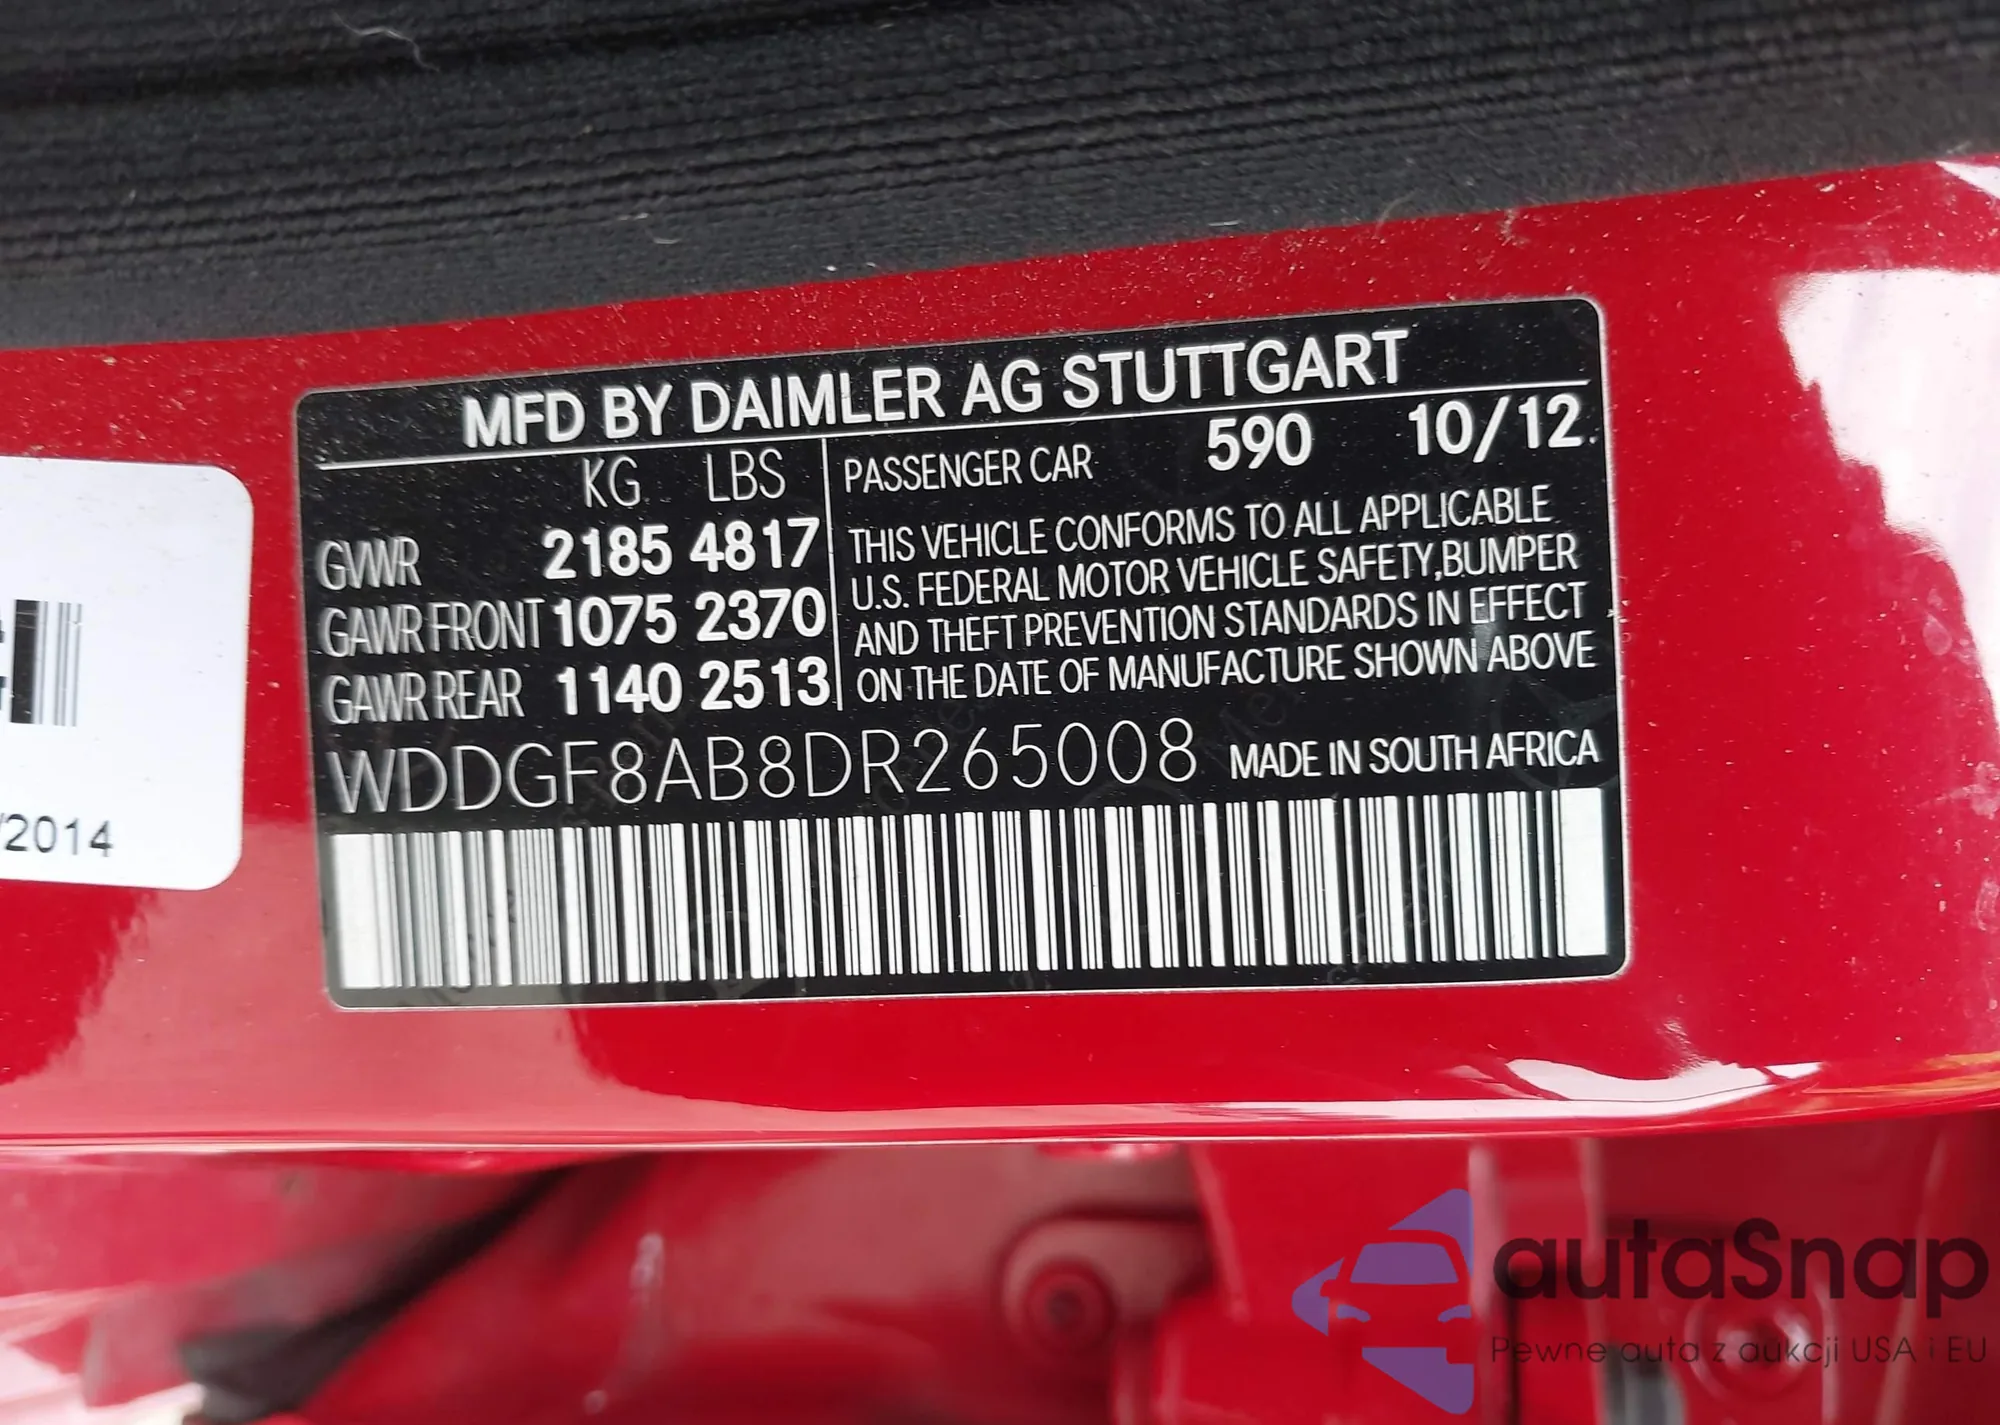 MFD BY DAIMLER AG STUTTGART
KG LBS
PASSENGER CAR 590 10/12
GVWR 2185 4817
GAWR FRONT 1075 2370
GAWR REAR 1140 2513
THIS VEHICLE CONFORMS TO ALL APPLICABLE
U.S. FEDERAL MOTOR VEHICLE SAFETY,BUMPER
AND THEFT PREVENTION STANDARDS IN EFFECT
ON THE DATE OF MANUFACTURE SHOWN ABOVE
WDDGF8AB8DR265008 MADE IN SOUTH AFRICA
/2014
autaSnap
Pewne auta z aukcji USA i EU